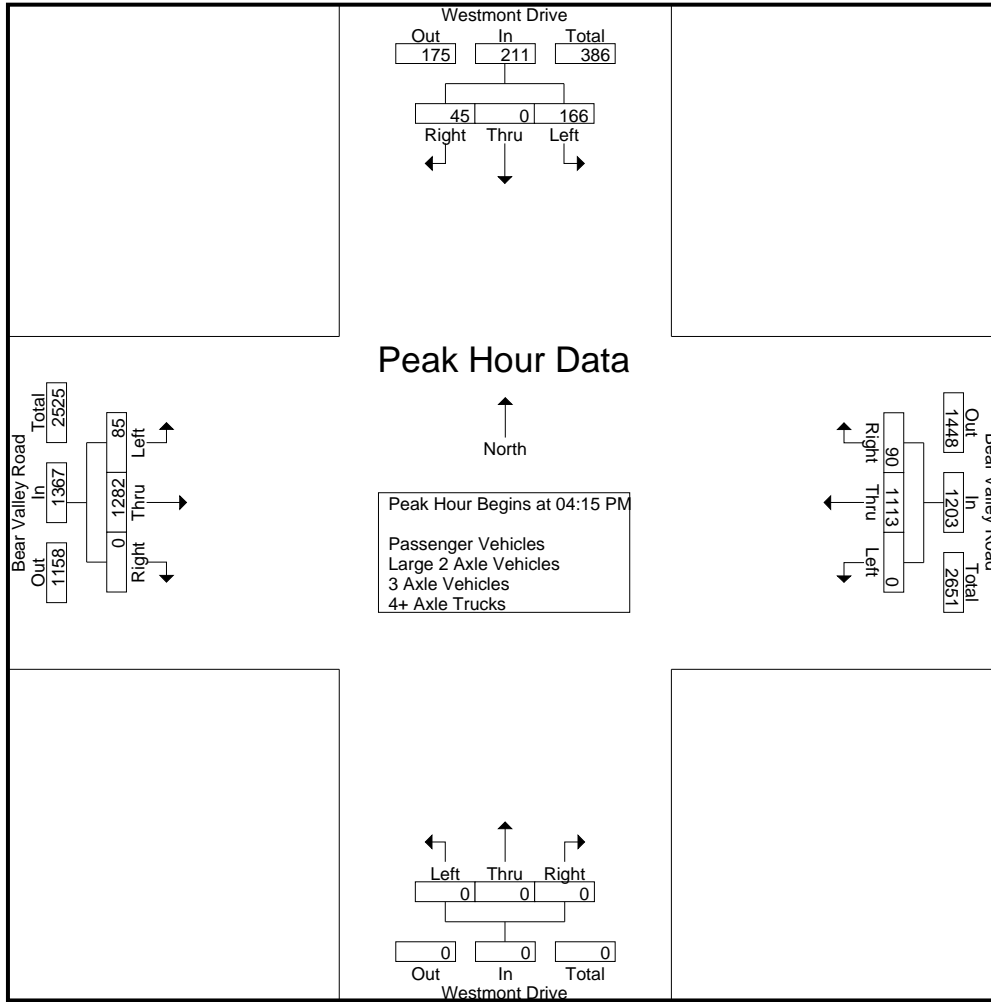 Westmont Drive
Out In Total
175 211 386
45 0 166
Right Thru Left
Peak Hour Data
North
Peak Hour Begins at 04:15 PM
Passenger Vehicles
Large 2 Axle Vehicles
3 Axle Vehicles
4+ Axle Trucks
Bear Valley Road
Out In Total
1158 1367 2525
0 1282 85
Right Thru Left
Bear Valley Road
Out In Total
1448 1203 2651
90 1113 0
Right Thru Left
Left Thru Right
0 0 0
0 0 0
Out In Total
Westmont Drive